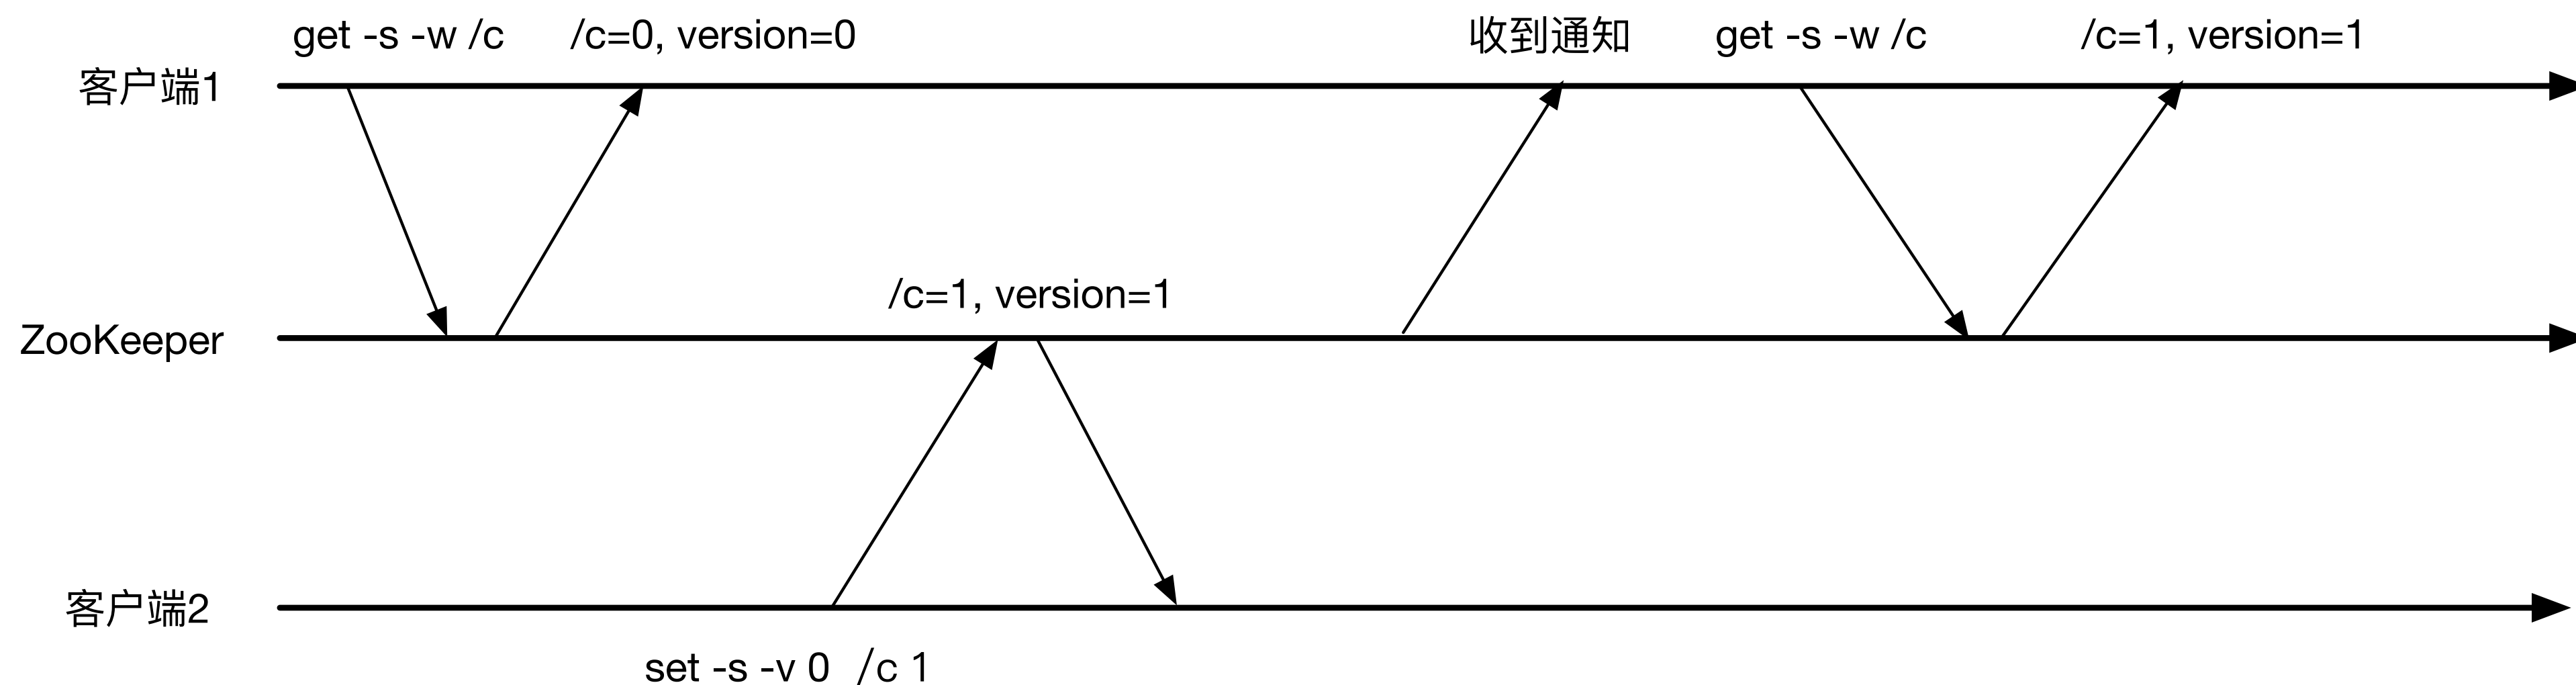 get -s -w /c /c=0, version=0 收到通知 get -s -w /c /c=1, version=1
客户端1
/c=1, version=1
ZooKeeper
客户端2
set -s -v 0 /c 1